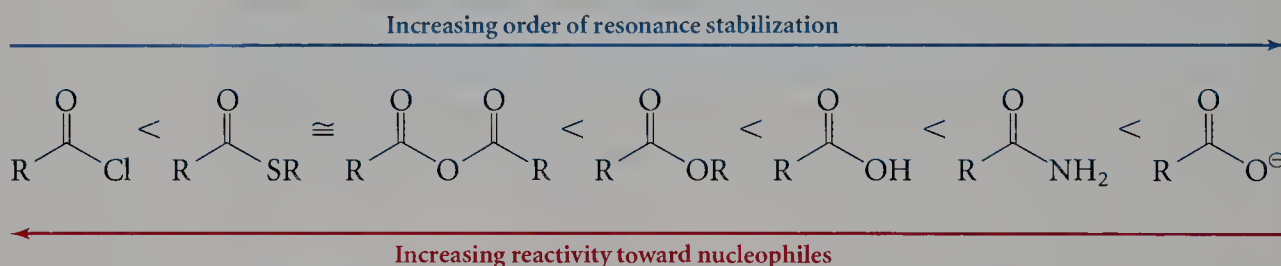 Increasing order of resonance stabilization
O O O O O O O O
< ≅ < < < <
R Cl R SR R O R R OR R OH R NH₂ R O⊖
Increasing reactivity toward nucleophiles